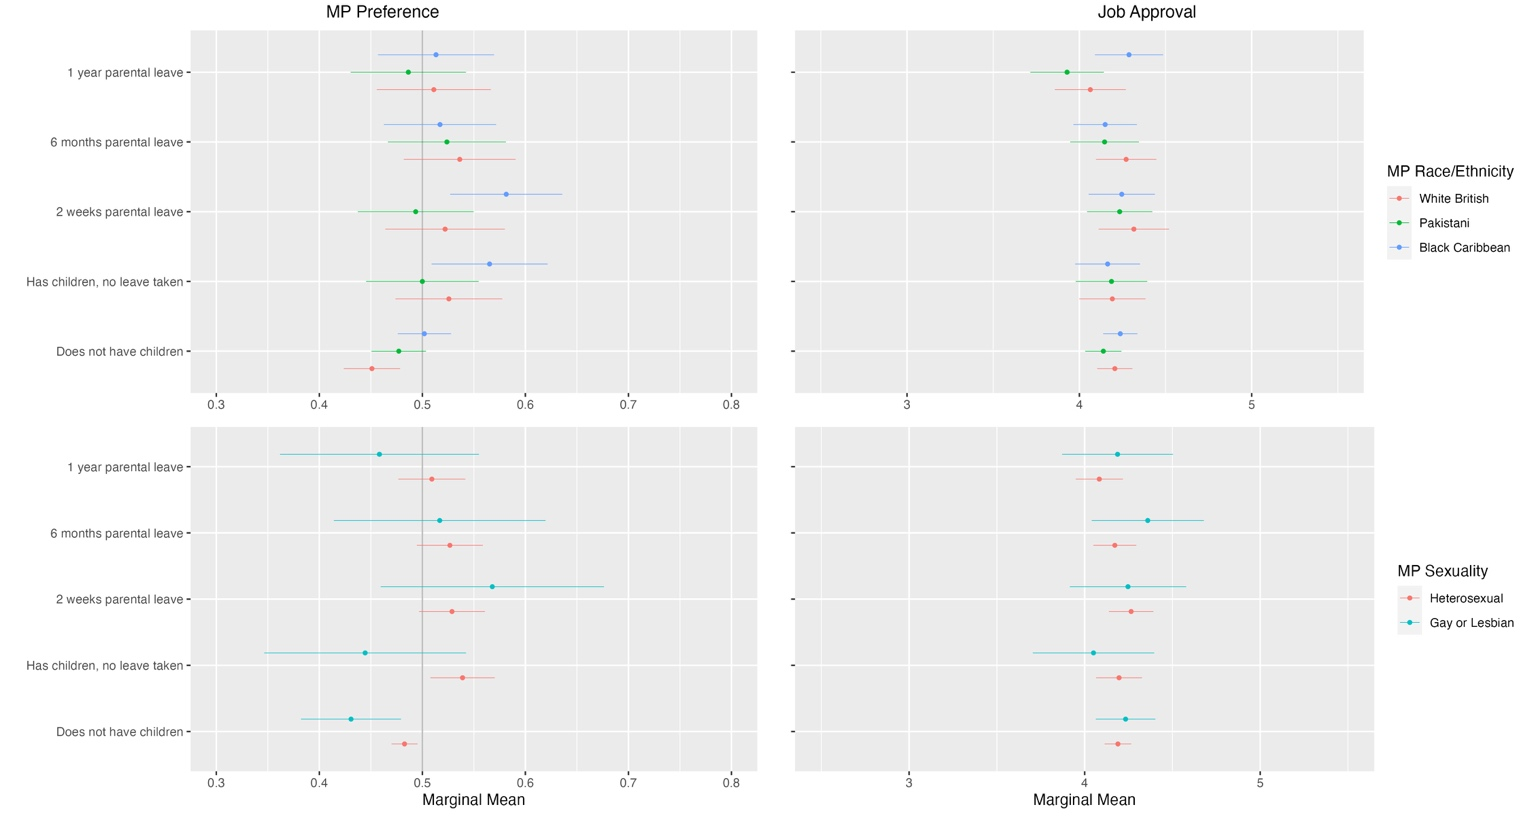 MP Preference
Job Approval
1 year parental leave
6 months parental leave
2 weeks parental leave
Has children, no leave taken
Does not have children
0.3 0.4 0.5 0.6 0.7 0.8
3 4 5
MP Race/Ethnicity
White British
Pakistani
Black Caribbean
1 year parental leave
6 months parental leave
2 weeks parental leave
Has children, no leave taken
Does not have children
0.3 0.4 0.5 0.6 0.7 0.8
Marginal Mean
3 4 5
Marginal Mean
MP Sexuality
Heterosexual
Gay or Lesbian